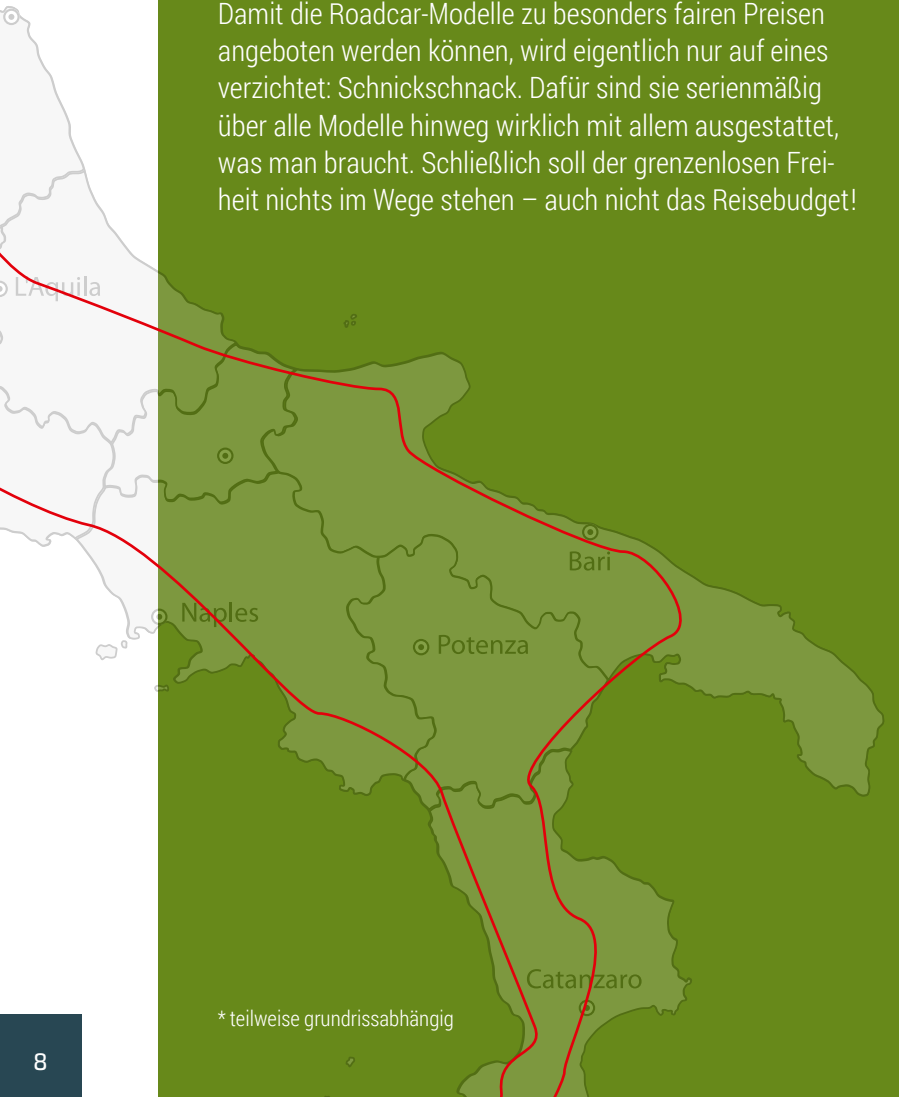 Damit die Roadcar-Modelle zu besonders fairen Preisen
angeboten werden können, wird eigentlich nur auf eines
verzichtet: Schnickschnack. Dafür sind sie serienmäßig
über alle Modelle hinweg wirklich mit allem ausgestattet,
was man braucht. Schließlich soll der grenzenlosen Frei-
heit nichts im Wege stehen – auch nicht das Reisebudget!
L'Aquila
Bari
Naples
Potenza
Catanzaro
* teilweise grundrissabhängig
8